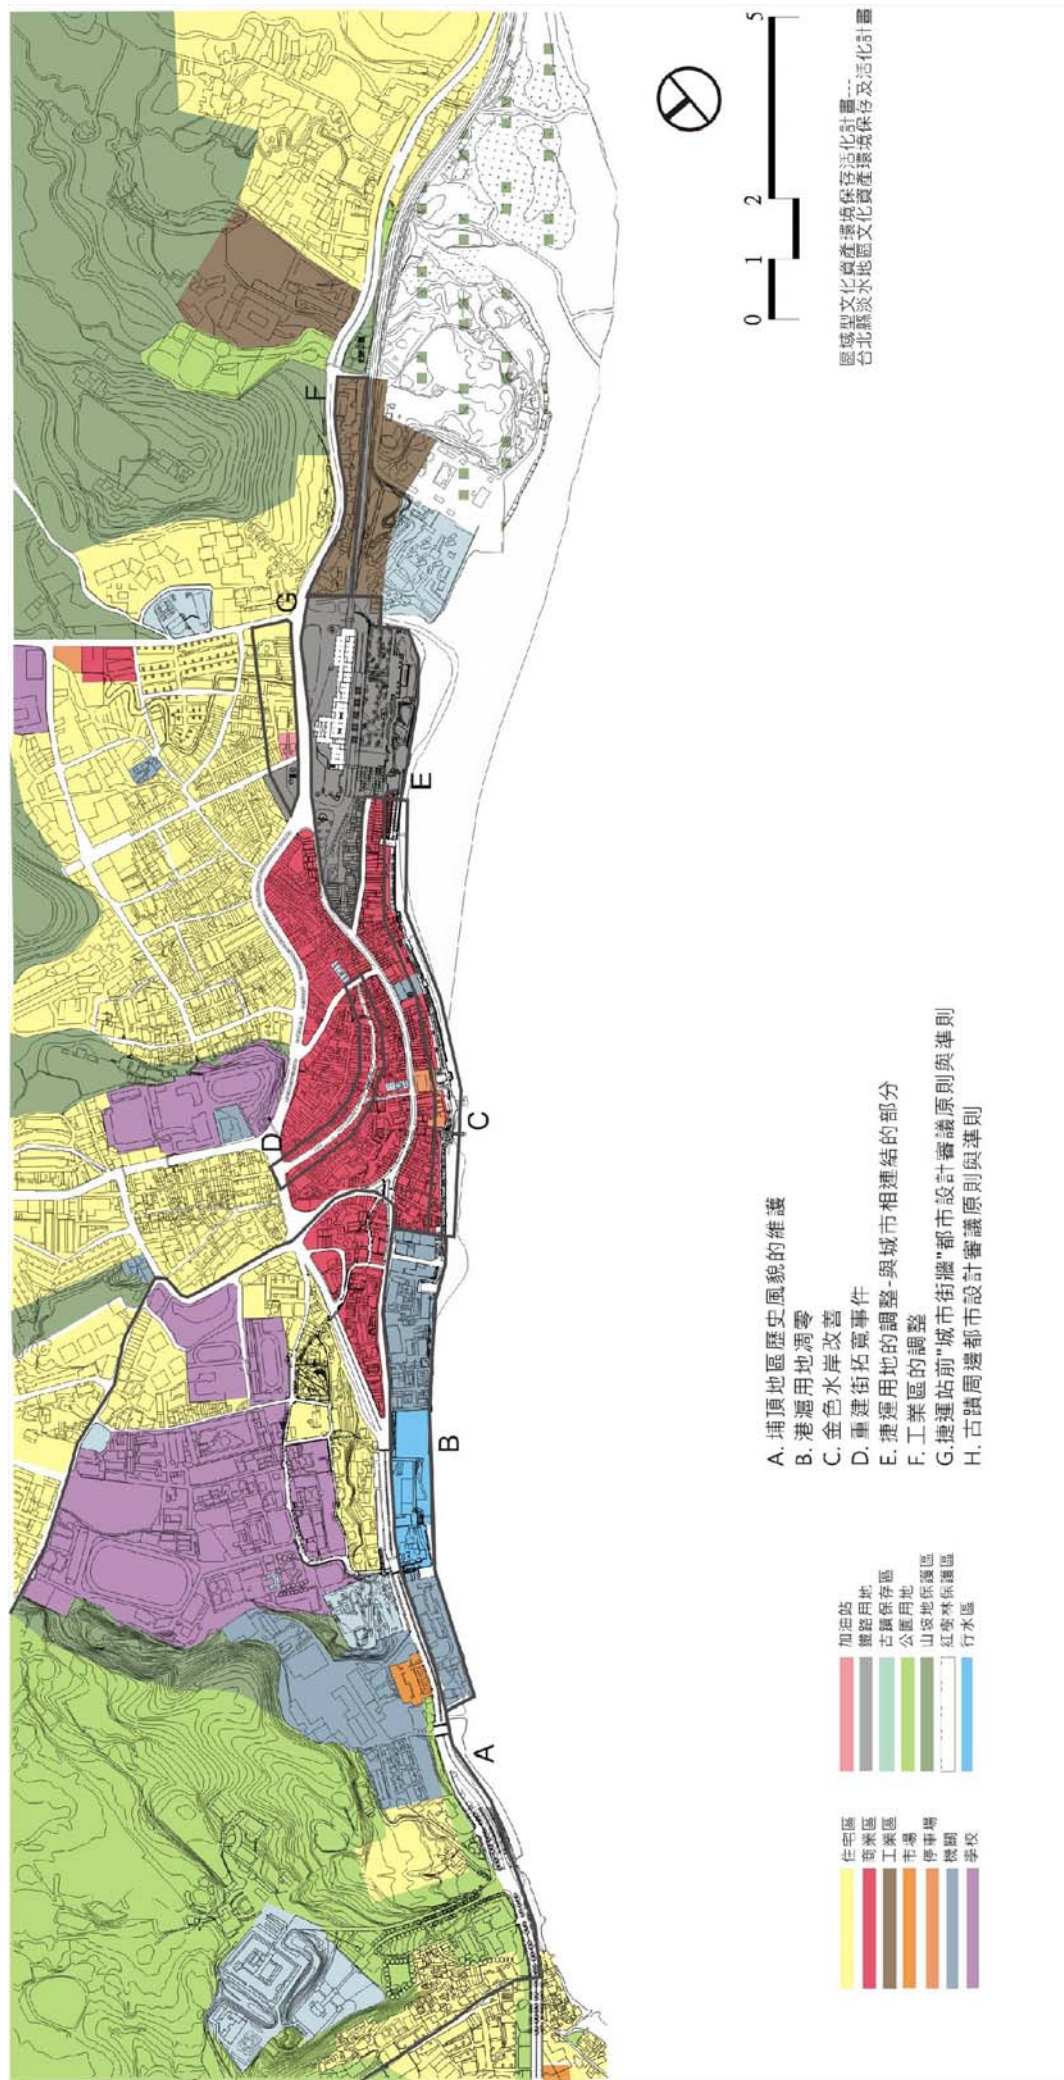 A
B
C
D
E
F
G
A. 埔頂地區歷史風貌的維護
B. 港滬用地凋零
C. 金色水岸改善
D. 重建街拓寬事件
E. 捷運用地的調整-與城市相連結的部分
F. 工業區的調整
G.捷運站前"城市街牆"都市設計審議原則與準則
H. 古蹟周邊都市設計審議原則與準則
住宅區
商業區
工業區
市場
停車場
機關
學校
加油站
鐵路用地
古蹟保存區
公園用地
山坡地保護區
紅樹林保護區
行水區
0 1 2 5
區域型文化資產環境保存活化計畫---
台北縣淡水地區文化資產環境保存及活化計畫